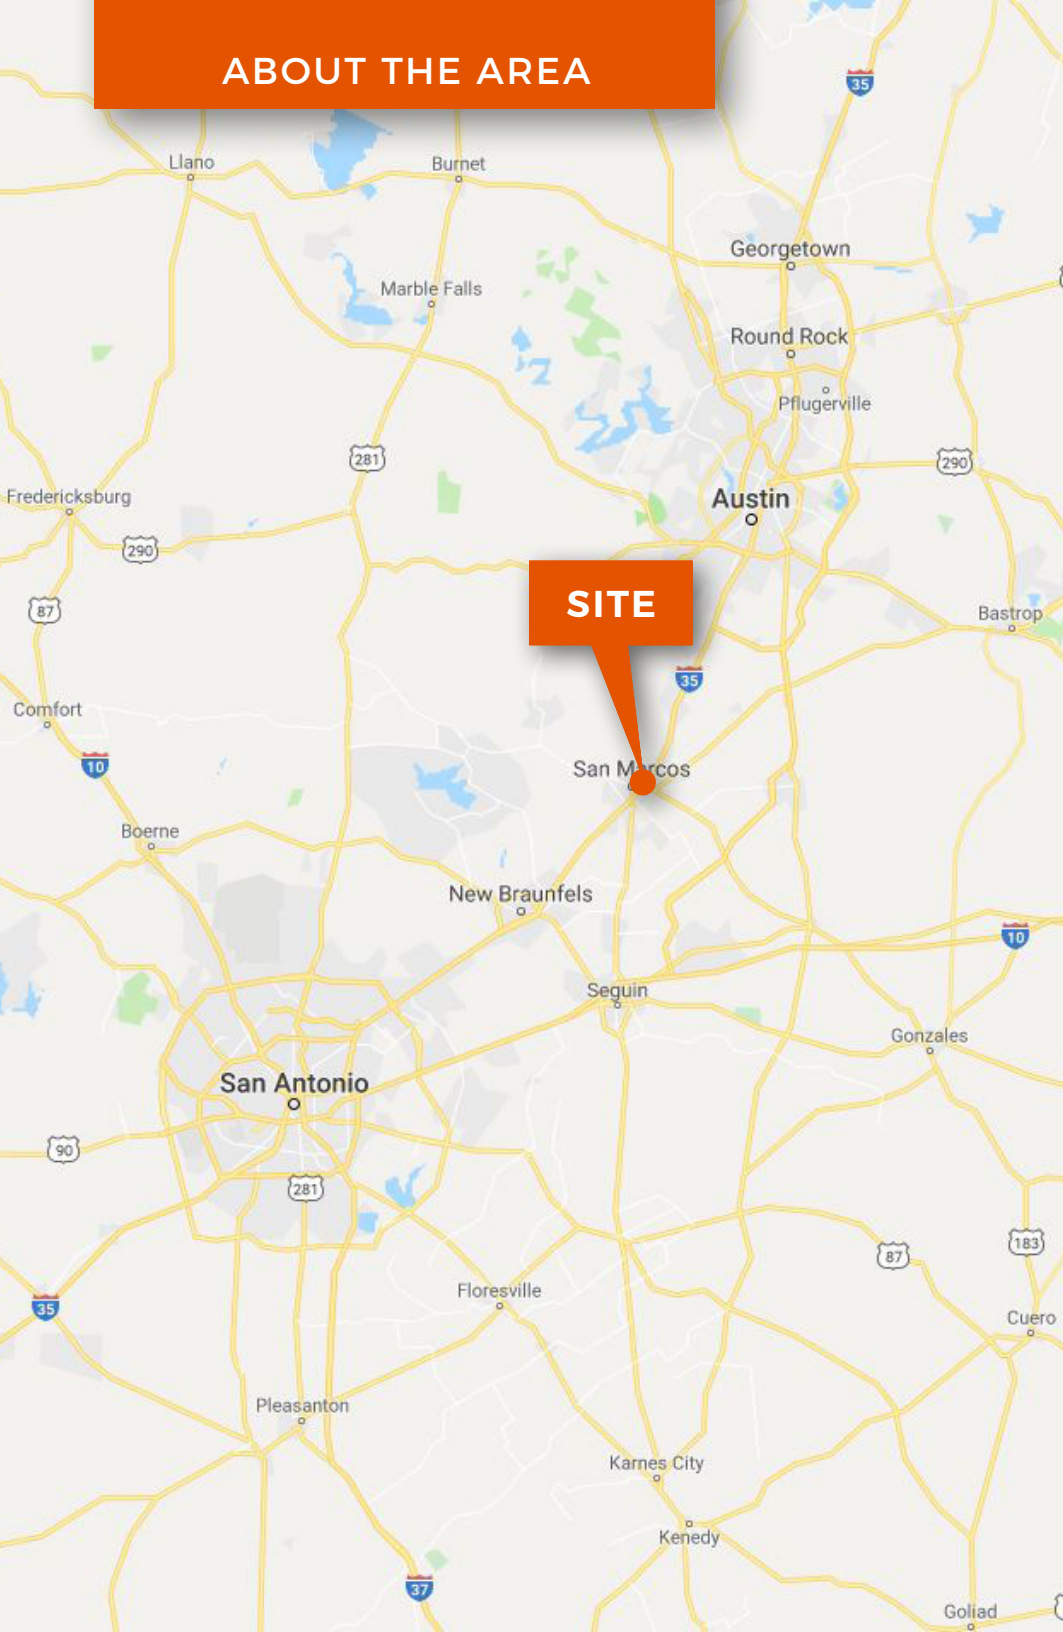 ABOUT THE AREA
35
Llano
Burnet
Georgetown
Marble Falls
Round Rock
Pflugerville
281
290
Fredericksburg
Austin
290
87
SITE
Bastrop
35
Comfort
10
San Marcos
Boerne
New Braunfels
10
Seguin
Gonzales
San Antonio
90
281
183
87
Floresville
35
Cuero
Pleasanton
Karnes City
Kenedy
37
Goliad